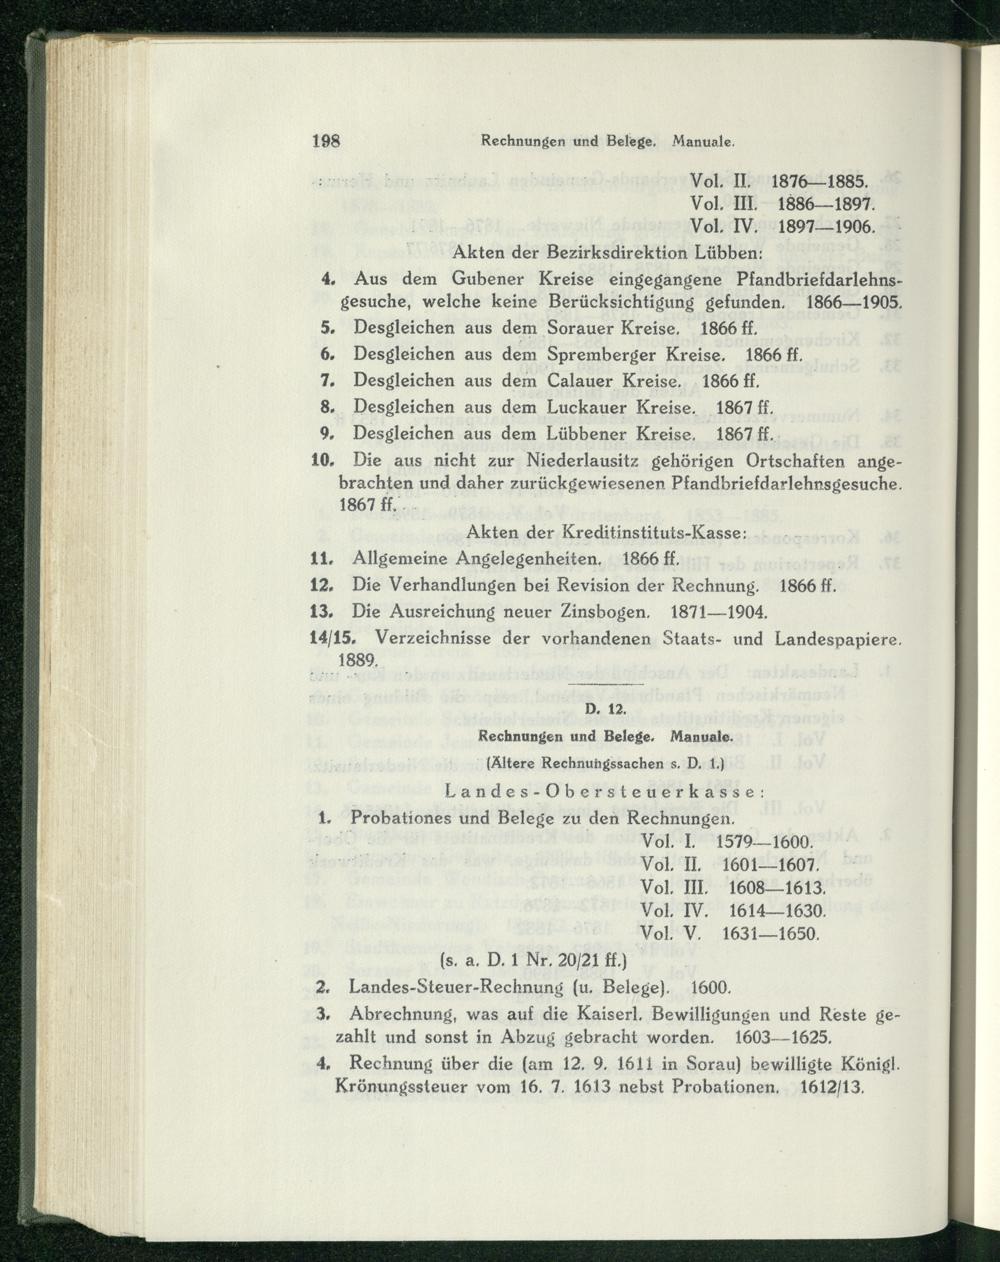 198 Rechnungen und Belege. Manuale.
Vol. II. 1876—1885.
Vol. III. 1886—1897.
Vol. IV. 1897—1906.
Akten der Bezirksdirektion Lübben:
4. Aus dem Gubener Kreise eingegangene Pfandbriefdarlehns-
gesuche, welche keine Berücksichtigung gefunden. 1866—1905.
5. Desgleichen aus dem Sorauer Kreise. 1866 ff.
6. Desgleichen aus dem Spremberger Kreise. 1866 ff.
7. Desgleichen aus dem Calauer Kreise. 1866 ff.
8. Desgleichen aus dem Luckauer Kreise. 1867 ff.
9. Desgleichen aus dem Lübbener Kreise. 1867 ff.
10. Die aus nicht zur Niederlausitz gehörigen Ortschaften ange-
brachten und daher zurückgewiesenen Pfandbriefdarlehnsgesuche.
1867 ff.
Akten der Kreditinstituts-Kasse:
11. Allgemeine Angelegenheiten. 1866 ff.
12. Die Verhandlungen bei Revision der Rechnung. 1866 ff.
13. Die Ausreichung neuer Zinsbogen. 1871—1904.
14/15. Verzeichnisse der vorhandenen Staats- und Landespapiere.
1889.
D. 12.
Rechnungen und Belege. Manuale.
(Ältere Rechnungssachen s. D. 1.)
Landes-Obersteuerkasse:
1. Probationes und Belege zu den Rechnungen.
Vol. I. 1579—1600.
Vol. II. 1601—1607.
Vol. III. 1608—1613.
Vol. IV. 1614—1630.
Vol. V. 1631—1650.
(s. a. D. 1 Nr. 20/21 ff.)
2. Landes-Steuer-Rechnung (u. Belege). 1600.
3. Abrechnung, was auf die Kaiserl. Bewilligungen und Reste ge-
zahlt und sonst in Abzug gebracht worden. 1603—1625.
4. Rechnung über die (am 12. 9. 1611 in Sorau) bewilligte Königl.
Krönungssteuer vom 16. 7. 1613 nebst Probationen. 1612/13.